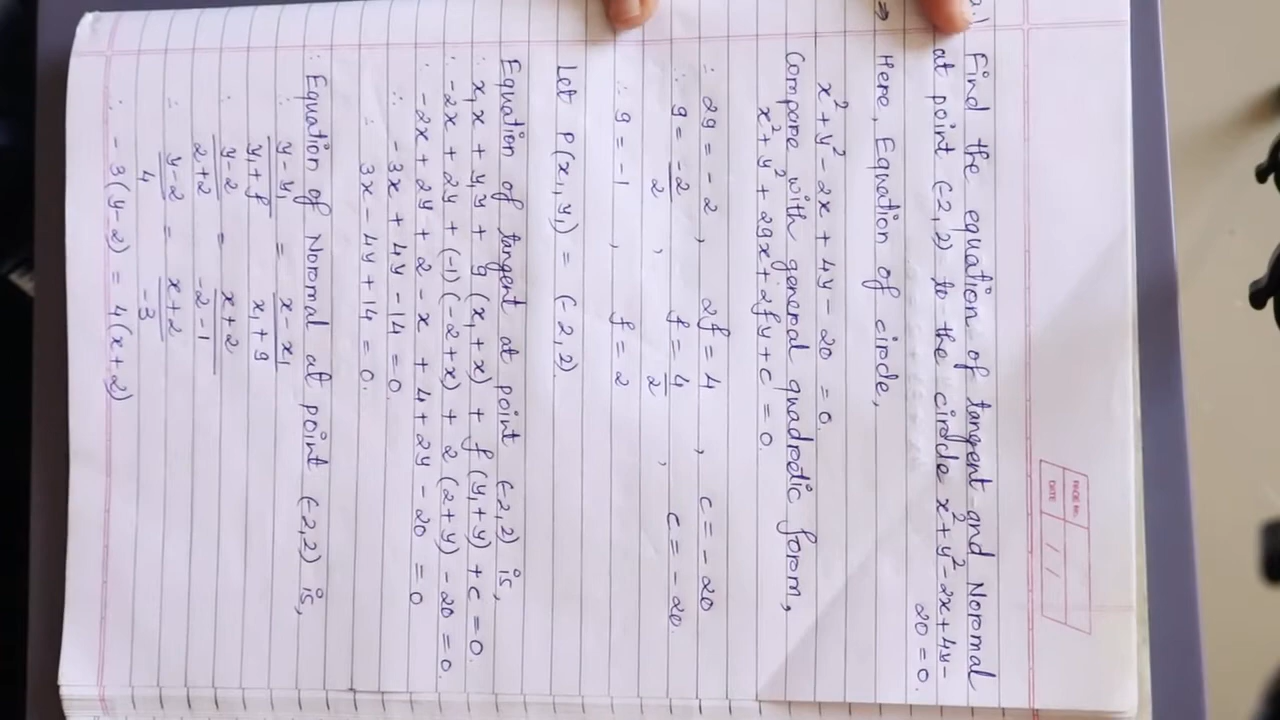 PAGE No.
DATE / /
Q.) Find the equation of tangent and Normal
at point (-2, 2) to the circle x² + y² - 2x + 4y -
20 = 0.
⇒ Here, Equation of circle,
x² + y² - 2x + 4y - 20 = 0.
Compare with general quadretic form,
x² + y² + 2gx + 2fy + c = 0.
∴ 2g = -2 , 2f = 4 , c = -20
∴ g = -2/2 , f = 4/2 , c = -20.
∴ g = -1 , f = 2
Let P(x₁, y₁) = (-2, 2)
Equation of tangent at point (-2, 2) is,
∴ x₁x + y₁y + g(x₁ + x) + f(y₁ + y) + c = 0.
∴ -2x + 2y + (-1)(-2 + x) + 2(2 + y) - 20 = 0.
∴ -2x + 2y + 2 - x + 4 + 2y - 20 = 0
∴ -3x + 4y - 14 = 0.
∴ 3x - 4y + 14 = 0.
∴ Equation of Normal at point (-2, 2) is,
∴ y - y₁/y₁ + f = x - x₁/x₁ + g
∴ y - 2/2 + 2 = x + 2/-2 - 1
∴ y - 2/4 = x + 2/-3
∴ -3(y - 2) = 4(x + 2)